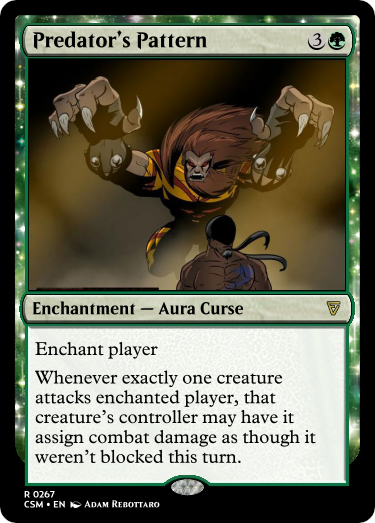 Predator's Pattern 3
Enchantment — Aura Curse
Enchant player
Whenever exactly one creature
attacks enchanted player, that
creature's controller may have it
assign combat damage as though it
weren't blocked this turn.
R 0267
CSM • EN Adam Rebottaro